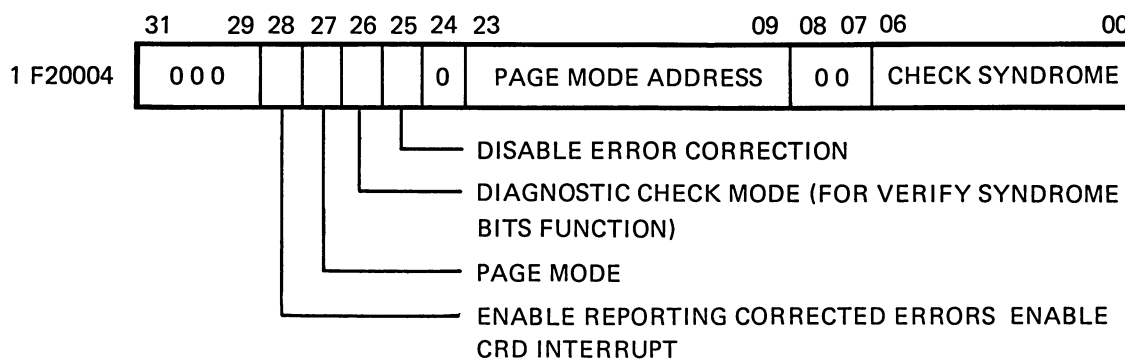 31 29 28 27 26 25 24 23 09 08 07 06 00
1 F20004 0 0 0 0 PAGE MODE ADDRESS 0 0 CHECK SYNDROME
DISABLE ERROR CORRECTION
DIAGNOSTIC CHECK MODE (FOR VERIFY SYNDROME
BITS FUNCTION)
PAGE MODE
ENABLE REPORTING CORRECTED ERRORS ENABLE
CRD INTERRUPT